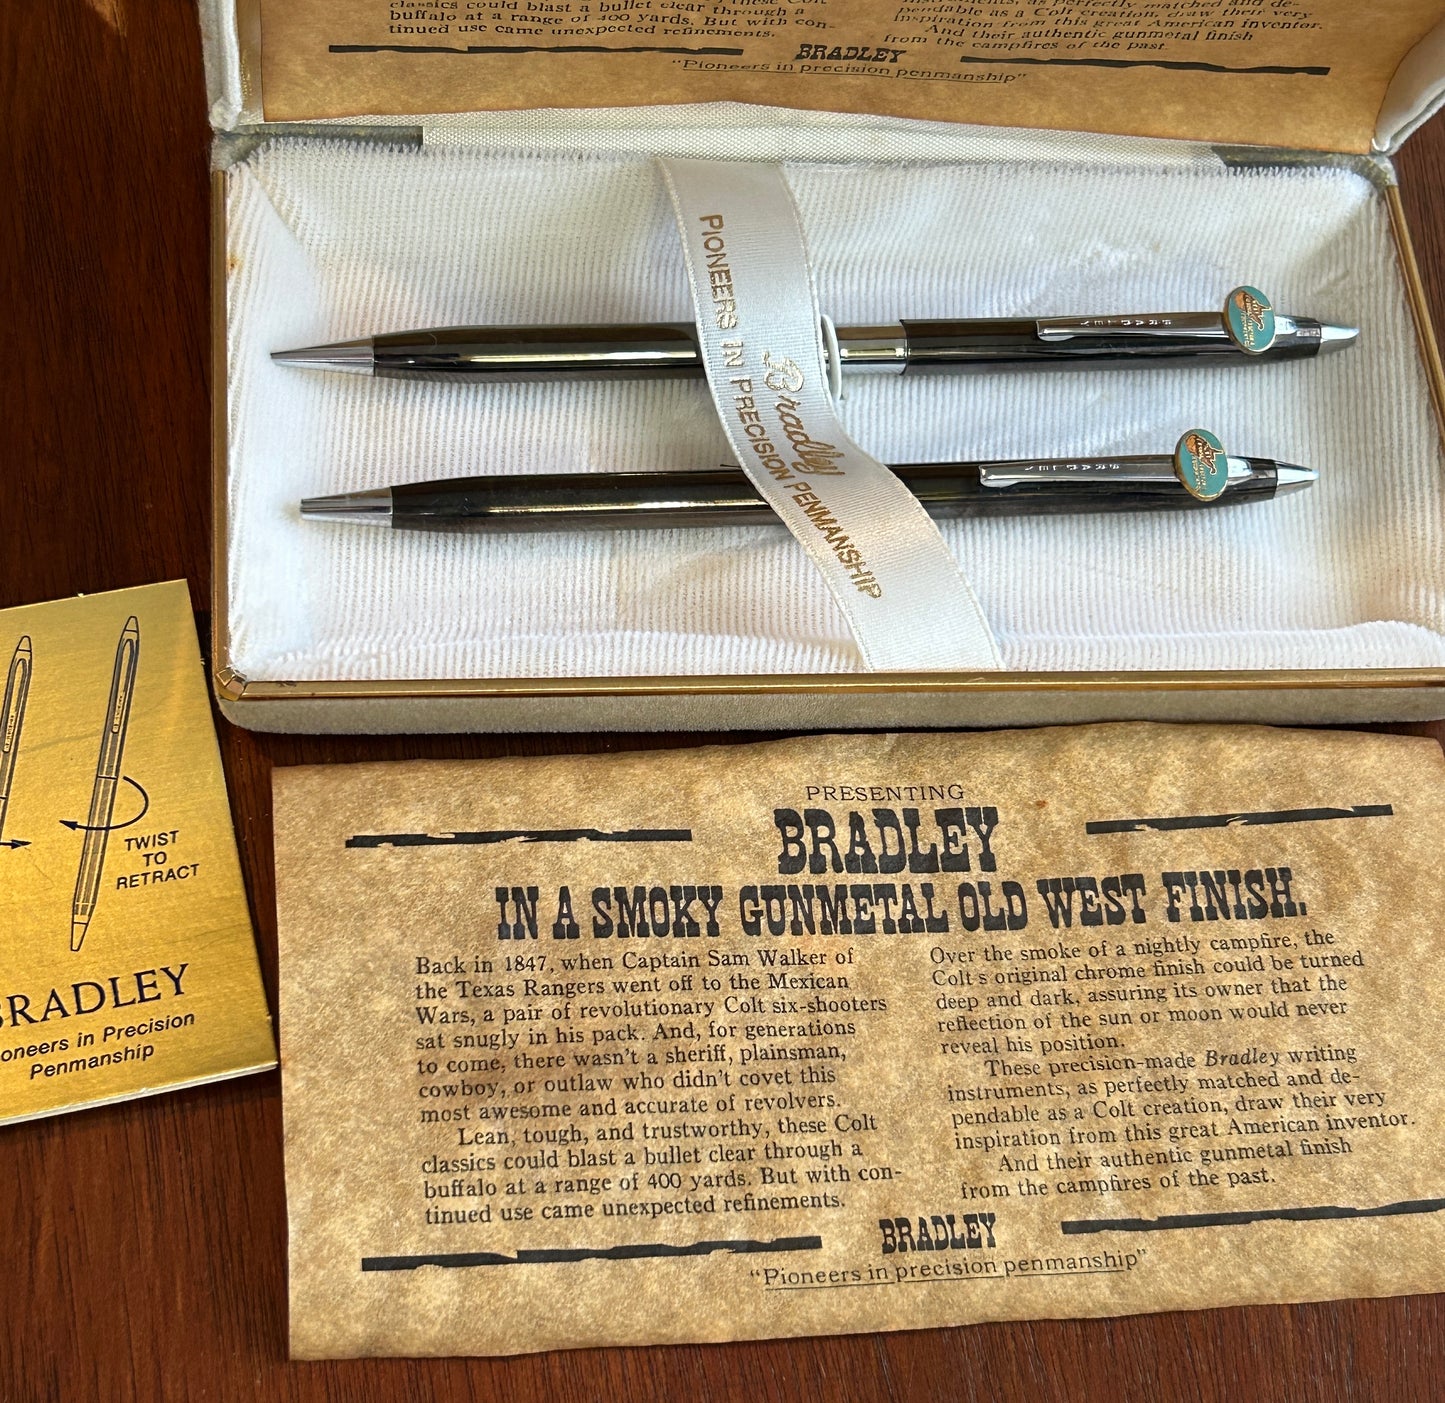 classics could blast a bullet clear through a
buffalo at a range of 400 yards. But with con-
tinued use came unexpected refinements.
instruments, as perfectly matched and de-
pendable as a Colt creation, draw their very
inspiration from this great American inventor.
And their authentic gunmetal finish
from the campfires of the past.
BRADLEY
"Pioneers in precision penmanship"
Bradley
PIONEERS IN PRECISION PENMANSHIP
BRADLEY
BRADLEY
TWIST
TO
RETRACT
BRADLEY
oneers in Precision
Penmanship
PRESENTING
BRADLEY
IN A SMOKY GUNMETAL OLD WEST FINISH.
Back in 1847, when Captain Sam Walker of
the Texas Rangers went off to the Mexican
Wars, a pair of revolutionary Colt six-shooters
sat snugly in his pack. And, for generations
to come, there wasn't a sheriff, plainsman,
cowboy, or outlaw who didn't covet this
most awesome and accurate of revolvers.
Lean, tough, and trustworthy, these Colt
classics could blast a bullet clear through a
buffalo at a range of 400 yards. But with con-
tinued use came unexpected refinements.
Over the smoke of a nightly campfire, the
Colt s original chrome finish could be turned
deep and dark, assuring its owner that the
reflection of the sun or moon would never
reveal his position.
These precision-made Bradley writing
instruments, as perfectly matched and de-
pendable as a Colt creation, draw their very
inspiration from this great American inventor.
And their authentic gunmetal finish
from the campfires of the past.
BRADLEY
"Pioneers in precision penmanship"